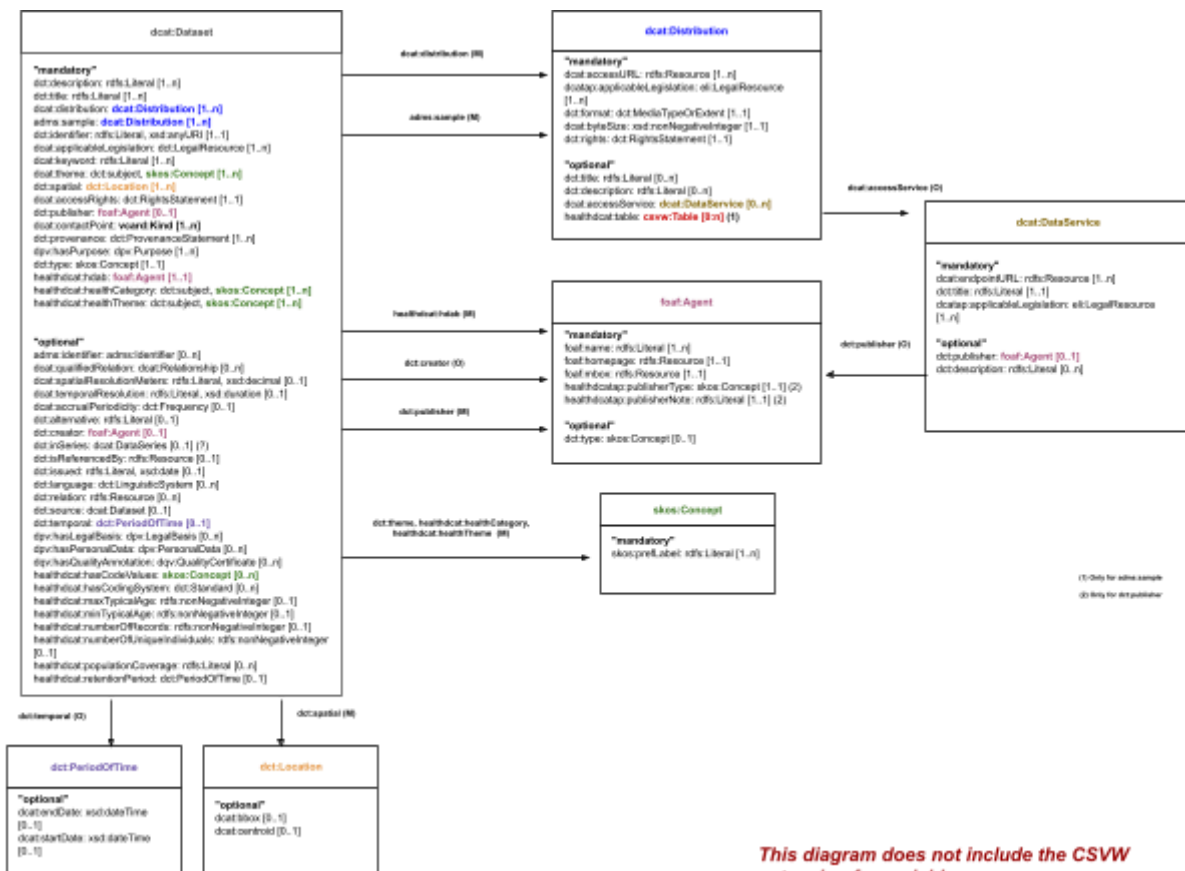 dcat:Dataset
"mandatory"
dct:description: rdfs:Literal [1..n]
dct:title: rdfs:Literal [1..n]
dcat:distribution: dcat:Distribution [1..n]
adms:sample: dcat:Distribution [1..n]
dct:identifier: rdfs:Literal, xsd:anyURI [1..1]
dcat:applicableLegislation: dct:LegalResource [1..n]
dcat:keyword: rdfs:Literal [1..n]
dcat:theme: dct:subject, skos:Concept [1..n]
dct:spatial: dct:Location [1..n]
dcat:accessRights: dct:RightsStatement [1..1]
dct:publisher: foaf:Agent [0..1]
dcat:contactPoint: vcard:Kind [1..n]
dct:provenance: dct:ProvenanceStatement [1..n]
dpv:hasPurpose: dpv:Purpose [1..n]
dct:type: skos:Concept [1..1]
healthdcat:hdab: foaf:Agent [1..1]
healthdcat:healthCategory: dct:subject, skos:Concept [1..n]
healthdcat:healthTheme: dct:subject, skos:Concept [1..n]
"optional"
adms:identifier: adms:Identifier [0..n]
dcat:qualifiedRelation: dcat:Relationship [0..n]
dcat:spatialResolutionMeters: rdfs:Literal, xsd:decimal [0..1]
dcat:temporalResolution: rdfs:Literal, xsd:duration [0..1]
dcat:accrualPeriodicity: dct:Frequency [0..1]
dct:alternative: rdfs:Literal [0..1]
dct:creator: foaf:Agent [0..1]
dct:inSeries: dcat:DataSeries [0..1] (?)
dct:isReferencedBy: rdfs:Resource [0..1]
dct:issued: rdfs:Literal, xsd:date [0..1]
dct:language: dct:LinguisticSystem [0..n]
dct:relation: rdfs:Resource [0..n]
dct:source: dcat:Dataset [0..1]
dct:temporal: dct:PeriodOfTime [0..1]
dpv:hasLegalBasis: dpv:LegalBasis [0..n]
dpv:hasPersonalData: dpv:PersonalData [0..n]
dqv:hasQualityAnnotation: dqv:QualityCertificate [0..n]
healthdcat:hasCodeValues: skos:Concept [0..n]
healthdcat:hasCodingSystem: dct:Standard [0..n]
healthdcat:maxTypicalAge: rdfs:nonNegativeInteger [0..1]
healthdcat:minTypicalAge: rdfs:nonNegativeInteger [0..1]
healthdcat:numberOfRecords: rdfs:nonNegativeInteger [0..1]
healthdcat:numberOfUniqueIndividuals: rdfs:nonNegativeInteger
[0..1]
healthdcat:populationCoverage: rdfs:Literal [0..n]
healthdcat:retentionPeriod: dct:PeriodOfTime [0..1]
dcat:distribution (M)
adms:sample (M)
healthdcat:hdab (M)
dct:creator (O)
dct:publisher (M)
dct:theme, healthdcat:healthCategory,
healthdcat:healthTheme (M)
dcat:Distribution
"mandatory"
dcat:accessURL: rdfs:Resource [1..n]
dcatap:applicableLegislation: eli:LegalResource
[1..n]
dct:format: dct:MediaTypeOrExtent [1..1]
dcat:byteSize: xsd:nonNegativeInteger [1..1]
dct:rights: dct:RightsStatement [1..1]
"optional"
dct:title: rdfs:Literal [0..n]
dct:description: rdfs:Literal [0..n]
dcat:accessService: dcat:DataService [0..n]
healthdcat:table: csvw:Table [0:n] (1)
dcat:accessService (O)
dcat:DataService
"mandatory"
dcat:endpointURL: rdfs:Resource [1..n]
dct:title: rdfs:Literal [1..1]
dcatap:applicableLegislation: eli:LegalResource
[1..n]
"optional"
dct:publisher: foaf:Agent [0..1]
dct:description: rdfs:Literal [0..n]
dct:publisher (O)
foaf:Agent
"mandatory"
foaf:name: rdfs:Literal [1..n]
foaf:homepage: rdfs:Resource [1..1]
foaf:mbox: rdfs:Resource [1..1]
healthdcatap:publisherType: skos:Concept [1..1] (2)
healthdcatap:publisherNote: rdfs:Literal [1..1] (2)
"optional"
dct:type: skos:Concept [0..1]
skos:Concept
"mandatory"
skos:prefLabel: rdfs:Literal [1..n]
(1) Only for adms:sample
(2) Only for dct:publisher
dct:temporal (O)
dct:spatial (M)
dct:PeriodOfTime
"optional"
dcat:endDate: xsd:dateTime
[0..1]
dcat:startDate: xsd:dateTime
[0..1]
dct:Location
"optional"
dcat:bbox [0..1]
dcat:centroid [0..1]
This diagram does not include the CSVW